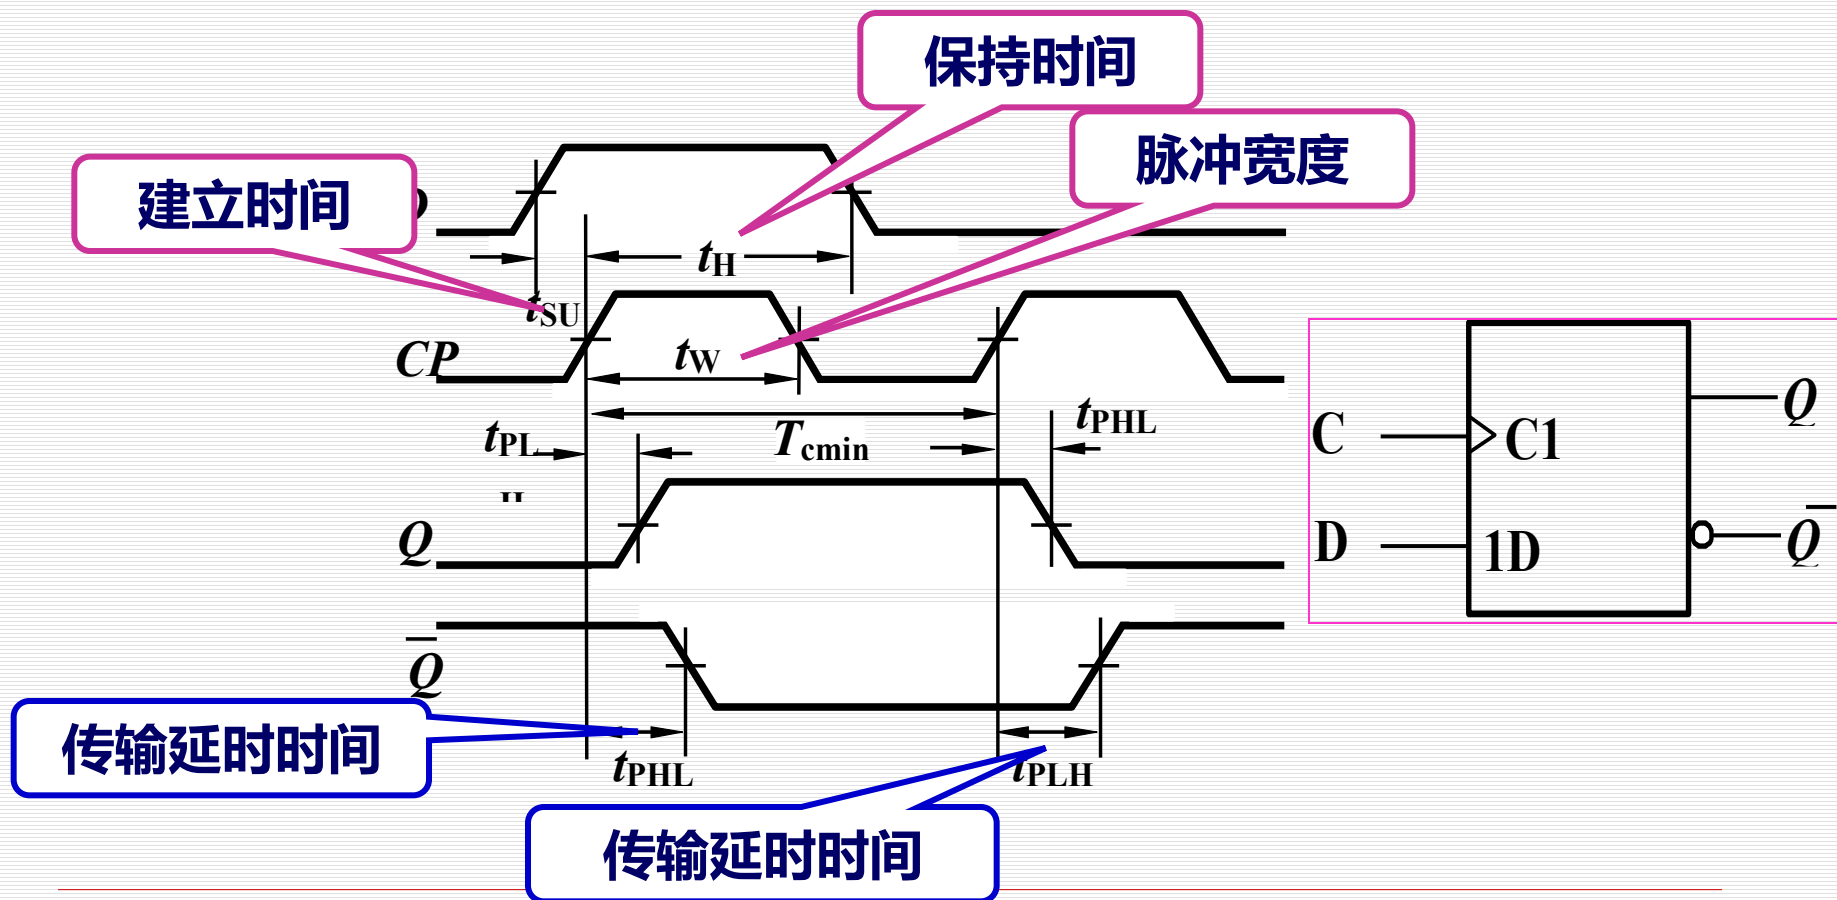 保持时间
脉冲宽度
建立时间
tH
tSU
CP
tW
tPHL
Tcmin
tPL
Q
Q̅
C
C1
Q
D
1D
Q̅
传输延时时间
tPHL
tPLH
传输延时时间